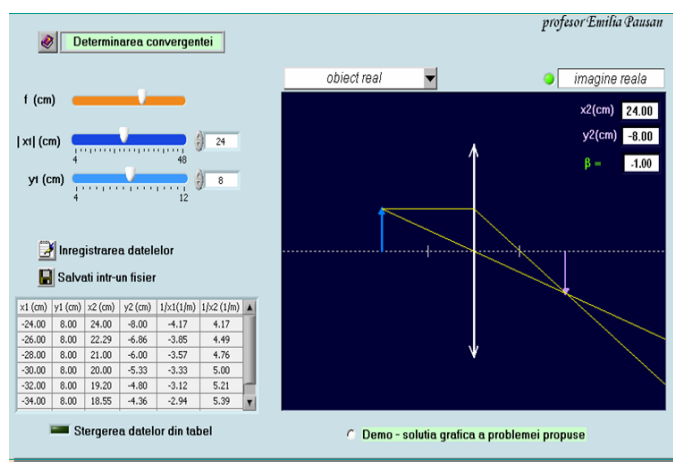 profesor Emilia Pausan
Determinarea convergentei
obiect real
imagine reala
f (cm)
| x1| (cm)
24
4 48
y1 (cm)
8
4 12
x2(cm) 24.00
y2(cm) -8.00
β = -1.00
Inregistrarea datelelor
Salvati intr-un fisier
x1 (cm) y1 (cm) x2 (cm) y2 (cm) 1/x1(1/m) 1/x2 (1/m)
-24.00 8.00 24.00 -8.00 -4.17 4.17
-26.00 8.00 22.29 -6.86 -3.85 4.49
-28.00 8.00 21.00 -6.00 -3.57 4.76
-30.00 8.00 20.00 -5.33 -3.33 5.00
-32.00 8.00 19.20 -4.80 -3.12 5.21
-34.00 8.00 18.55 -4.36 -2.94 5.39
Stergerea datelor din tabel
Demo - solutia grafica a problemei propuse